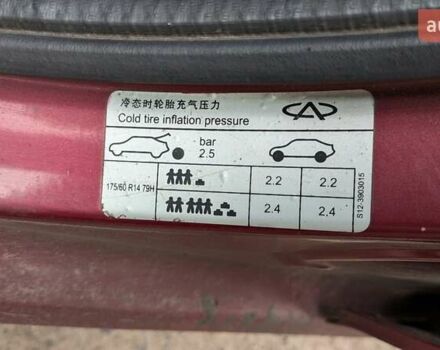 冷态时轮胎充气压力
Cold tire inflation pressure
bar
2.5
175/60 R14 79H
2.2 2.2
2.4 2,4
S12-3903015
au